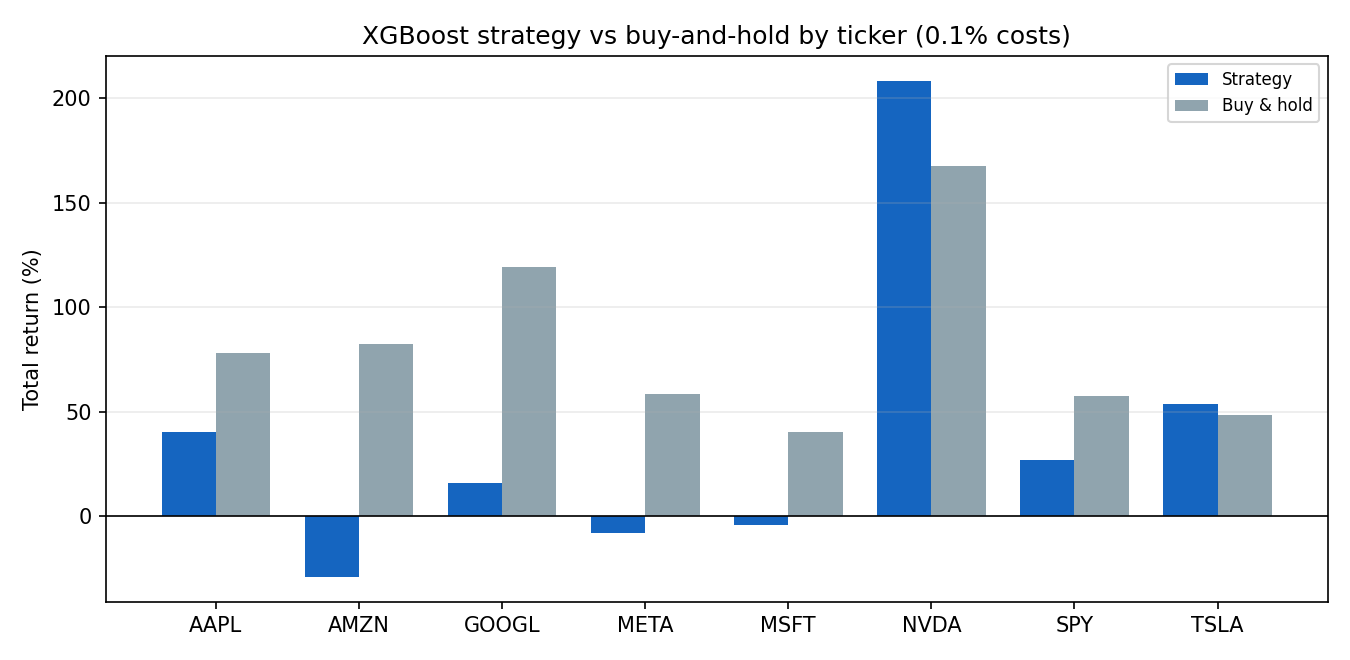 XGBoost strategy vs buy-and-hold by ticker (0.1% costs)
Strategy
Buy & hold
Total return (%)
200
150
100
50
0
AAPL AMZN GOOGL META MSFT NVDA SPY TSLA